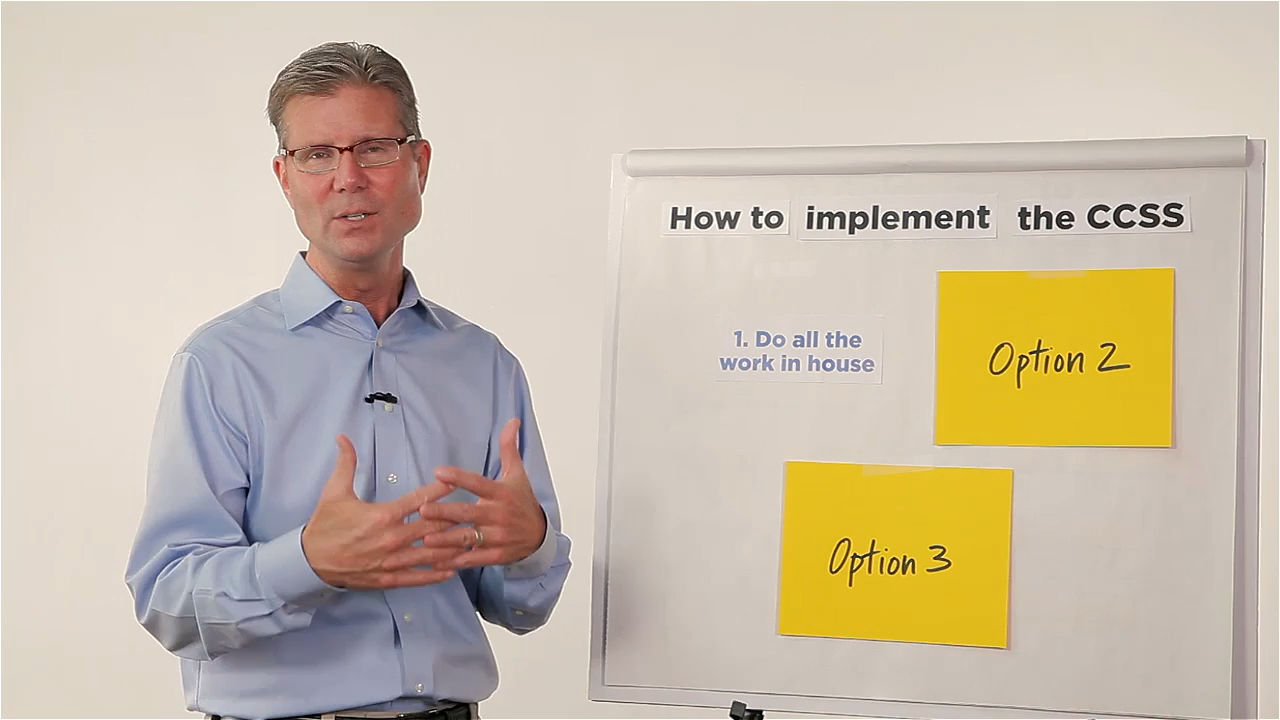 How to implement the CCSS
1. Do all the
work in house
Option 2
Option 3